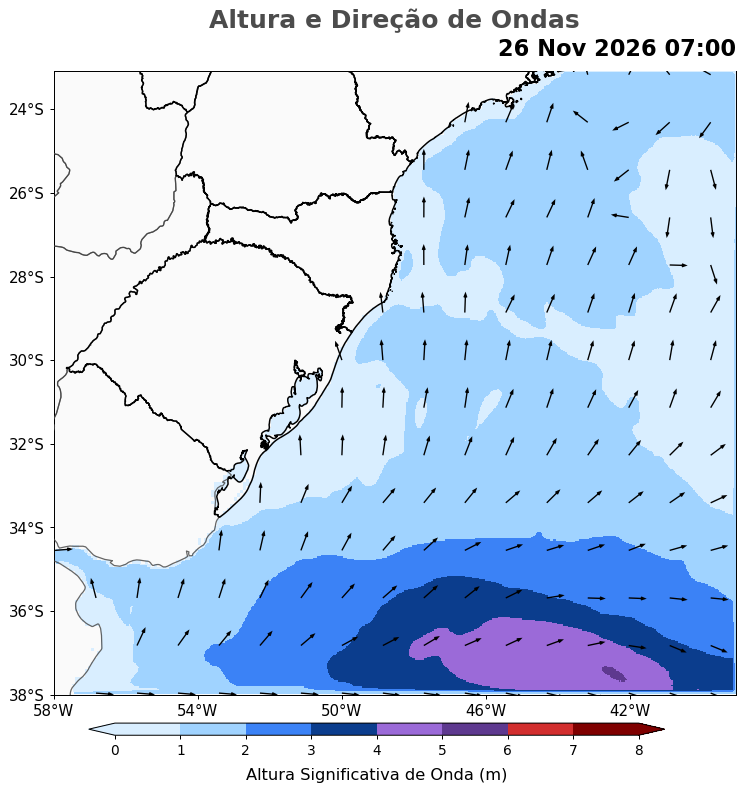 Altura e Direção de Ondas
26 Nov 2026 07:00
24°S
26°S
28°S
30°S
32°S
34°S
36°S
38°S
58°W 54°W 50°W 46°W 42°W
0 1 2 3 4 5 6 7 8
Altura Significativa de Onda (m)